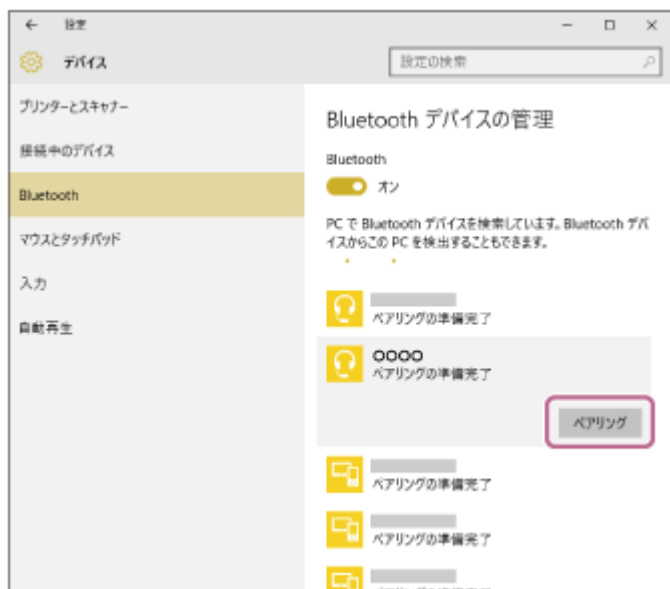 設定
デバイス
設定の検索
プリンターとスキャナー
接続中のデバイス
Bluetooth
マウスとタッチパッド
入力
自動再生
Bluetooth デバイスの管理
Bluetooth
オン
PC で Bluetooth デバイスを検索しています。Bluetooth デバ
イスからこの PC を検出することもできます。
ペアリングの準備完了
OOOO
ペアリングの準備完了
ペアリング
ペアリングの準備完了
ペアリングの準備完了